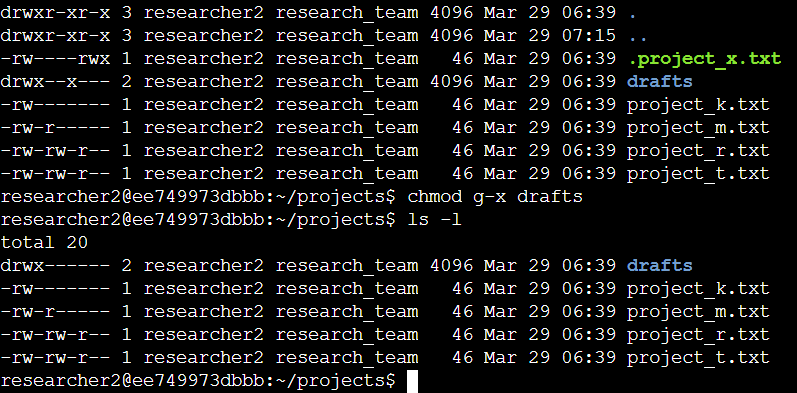 drwxr-xr-x 3 researcher2 research_team 4096 Mar 29 06:39 .
drwxr-xr-x 3 researcher2 research_team 4096 Mar 29 07:15 ..
-rw----rwx 1 researcher2 research_team   46 Mar 29 06:39 .project_x.txt
drwx--x--- 2 researcher2 research_team 4096 Mar 29 06:39 drafts
-rw------- 1 researcher2 research_team   46 Mar 29 06:39 project_k.txt
-rw-r----- 1 researcher2 research_team   46 Mar 29 06:39 project_m.txt
-rw-rw-r-- 1 researcher2 research_team   46 Mar 29 06:39 project_r.txt
-rw-rw-r-- 1 researcher2 research_team   46 Mar 29 06:39 project_t.txt
researcher2@ee749973dbbb:~/projects$ chmod g-x drafts
researcher2@ee749973dbbb:~/projects$ ls -l
total 20
drwx------ 2 researcher2 research_team 4096 Mar 29 06:39 drafts
-rw------- 1 researcher2 research_team   46 Mar 29 06:39 project_k.txt
-rw-r----- 1 researcher2 research_team   46 Mar 29 06:39 project_m.txt
-rw-rw-r-- 1 researcher2 research_team   46 Mar 29 06:39 project_r.txt
-rw-rw-r-- 1 researcher2 research_team   46 Mar 29 06:39 project_t.txt
researcher2@ee749973dbbb:~/projects$